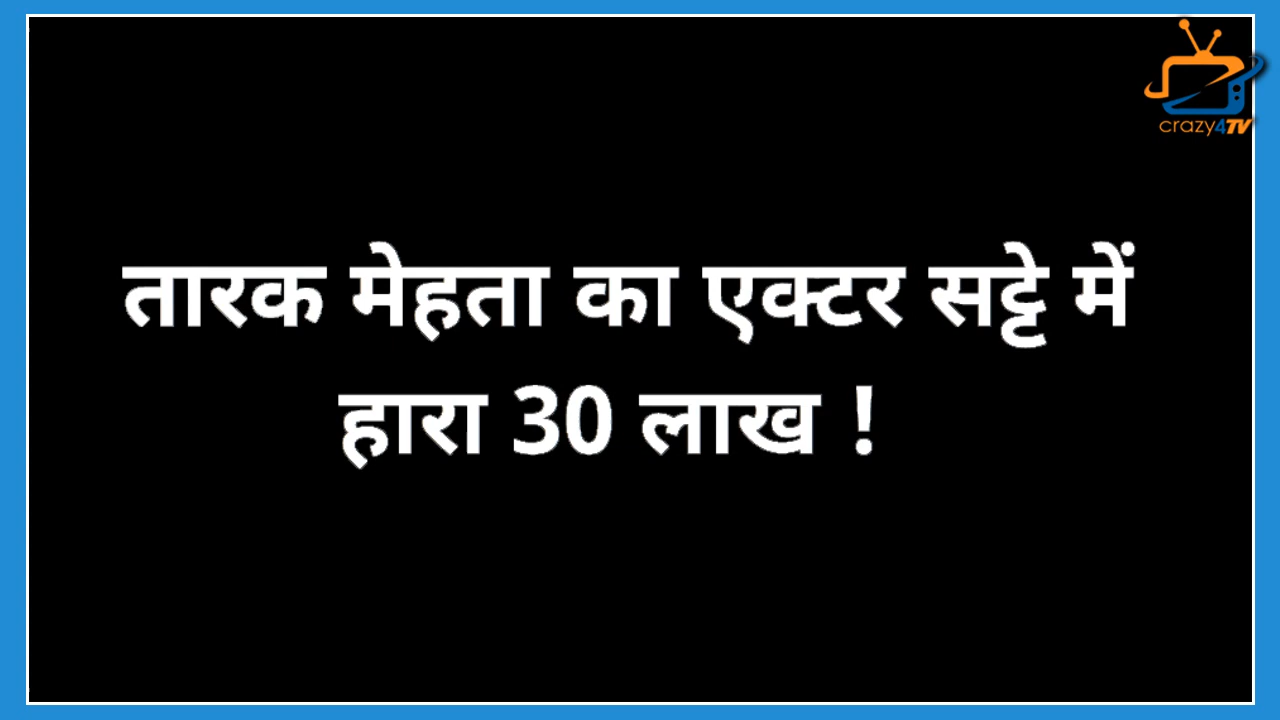 crazy4TV
तारक मेहता का एक्टर सट्टे में
हारा 30 लाख !